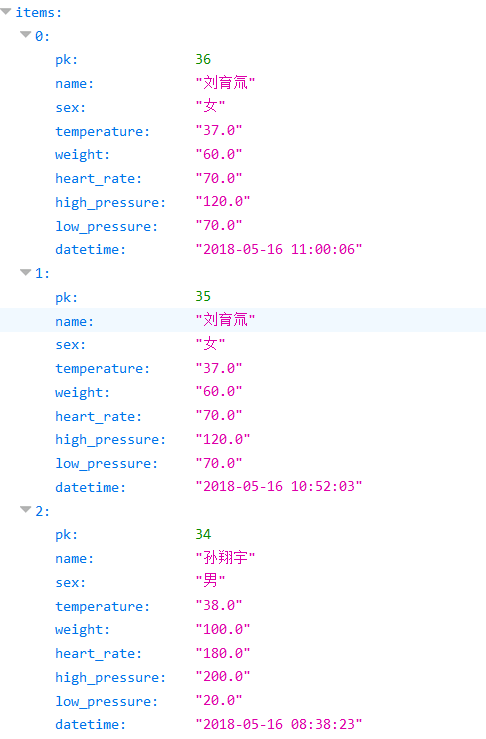 items:
0:
pk: 36
name: "刘育氚"
sex: "女"
temperature: "37.0"
weight: "60.0"
heart_rate: "70.0"
high_pressure: "120.0"
low_pressure: "70.0"
datetime: "2018-05-16 11:00:06"
1:
pk: 35
name: "刘育氚"
sex: "女"
temperature: "37.0"
weight: "60.0"
heart_rate: "70.0"
high_pressure: "120.0"
low_pressure: "70.0"
datetime: "2018-05-16 10:52:03"
2:
pk: 34
name: "孙翔宇"
sex: "男"
temperature: "38.0"
weight: "100.0"
heart_rate: "180.0"
high_pressure: "200.0"
low_pressure: "20.0"
datetime: "2018-05-16 08:38:23"